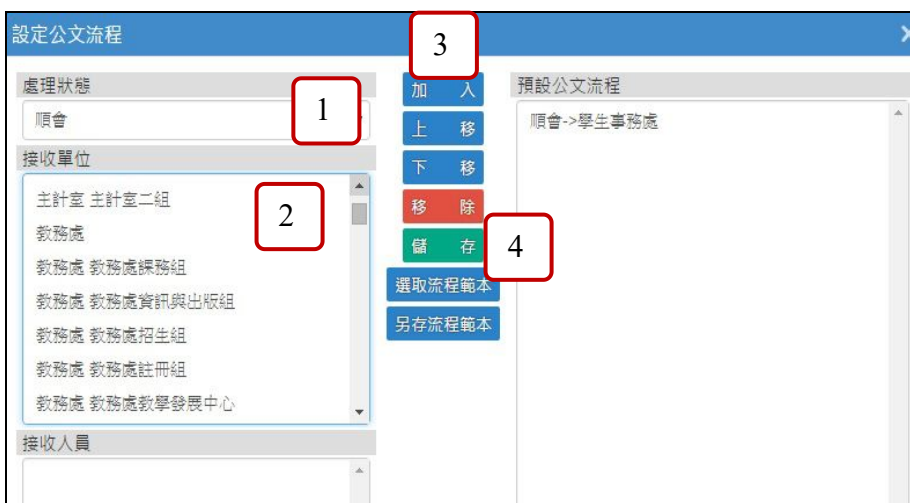 設定公文流程
3
處理狀態
1
順會
接收單位
主計室 主計室二組
2
教務處
教務處 教務處課務組
教務處 教務處資訊與出版組
教務處 教務處招生組
教務處 教務處註冊組
教務處 教務處教學發展中心
接收人員
加 入
上 移
下 移
移 除
儲 存
4
選取流程範本
另存流程範本
預設公文流程
順會->學生事務處